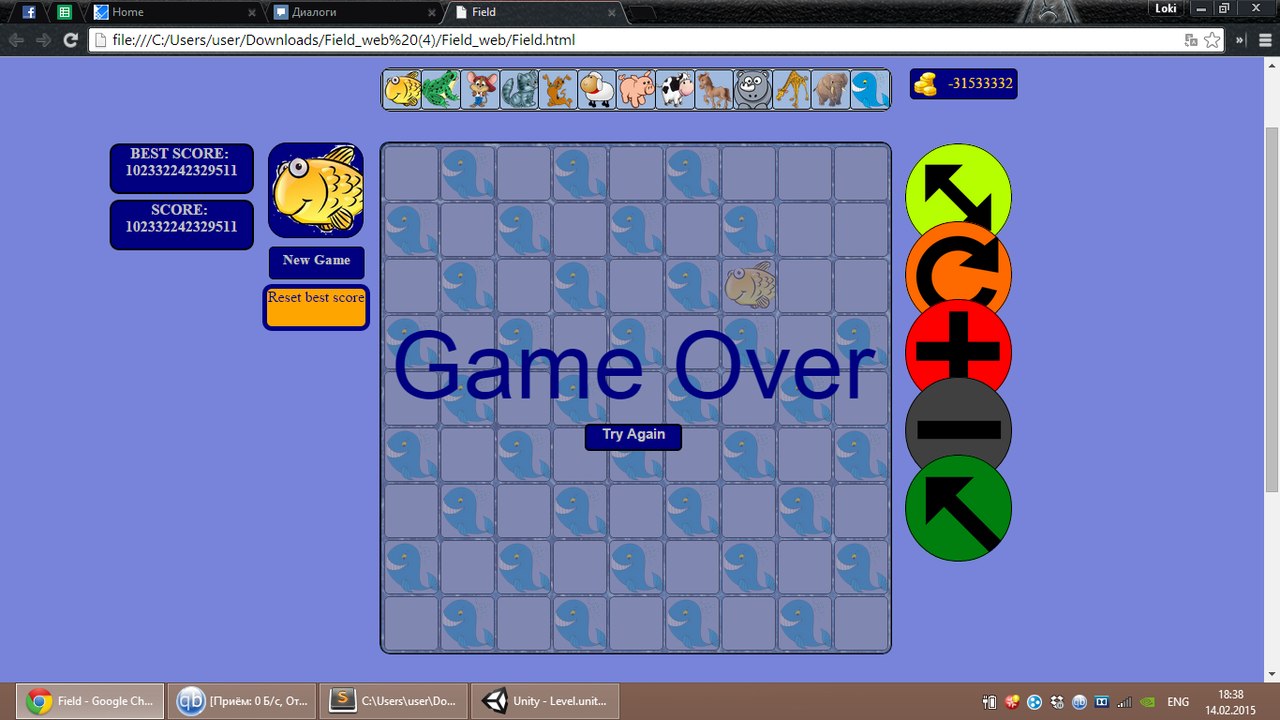 Loki
Home
Диалоги
Field
file:///C:/Users/user/Downloads/Field_web%20(4)/Field_web/Field.html
-31533332
BEST SCORE:
102332242329511
SCORE:
102332242329511
New Game
Reset best score
Game Over
Try Again
Field - Google Ch...
[Приём: 0 Б/с, От...
C:\Users\user\Do...
Unity - Level.unit...
ENG
18:38
14.02.2015